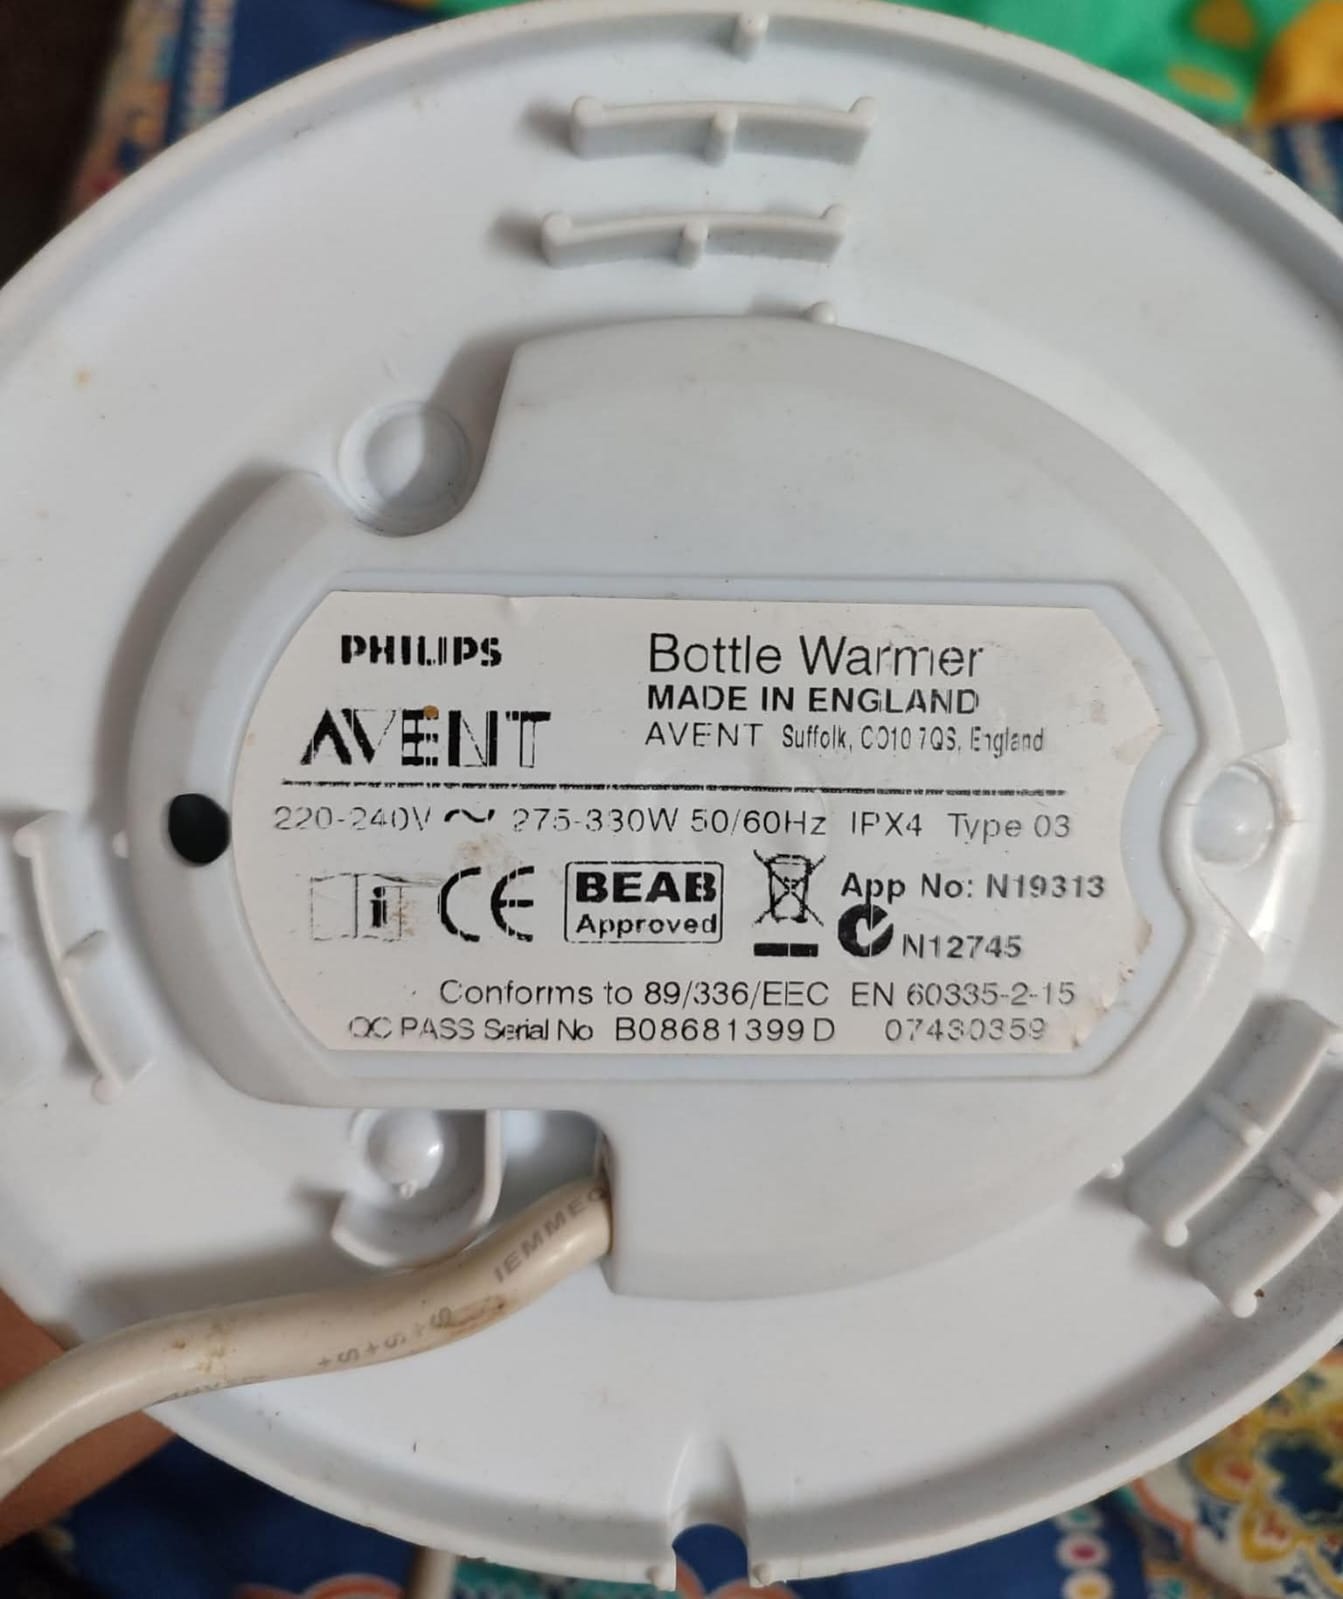 PHILIPS
AVENT
Bottle Warmer
MADE IN ENGLAND
AVENT Suffolk, CO10 7QS, England
220-240V ~ 275-330W 50/60Hz IPX4 Type 03
i CE BEAB
Approved
App No: N19313
N12745
Conforms to 89/336/EEC EN 60335-2-15
QC PASS Serial No B08681399D 07430359
IEMMEQ
+S+S+S